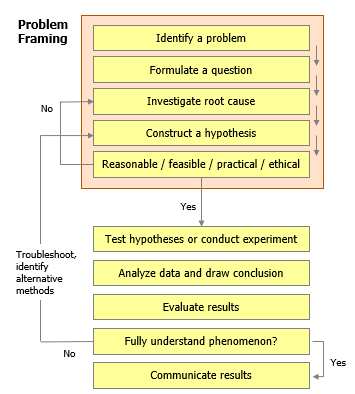 Problem
Framing
Identify a problem
Formulate a question
Investigate root cause
No
Construct a hypothesis
Reasonable / feasible / practical / ethical
Yes
Test hypotheses or conduct experiment
Troubleshoot,
identify
alternative
methods
Analyze data and draw conclusion
Evaluate results
Fully understand phenomenon?
No
Yes
Communicate results